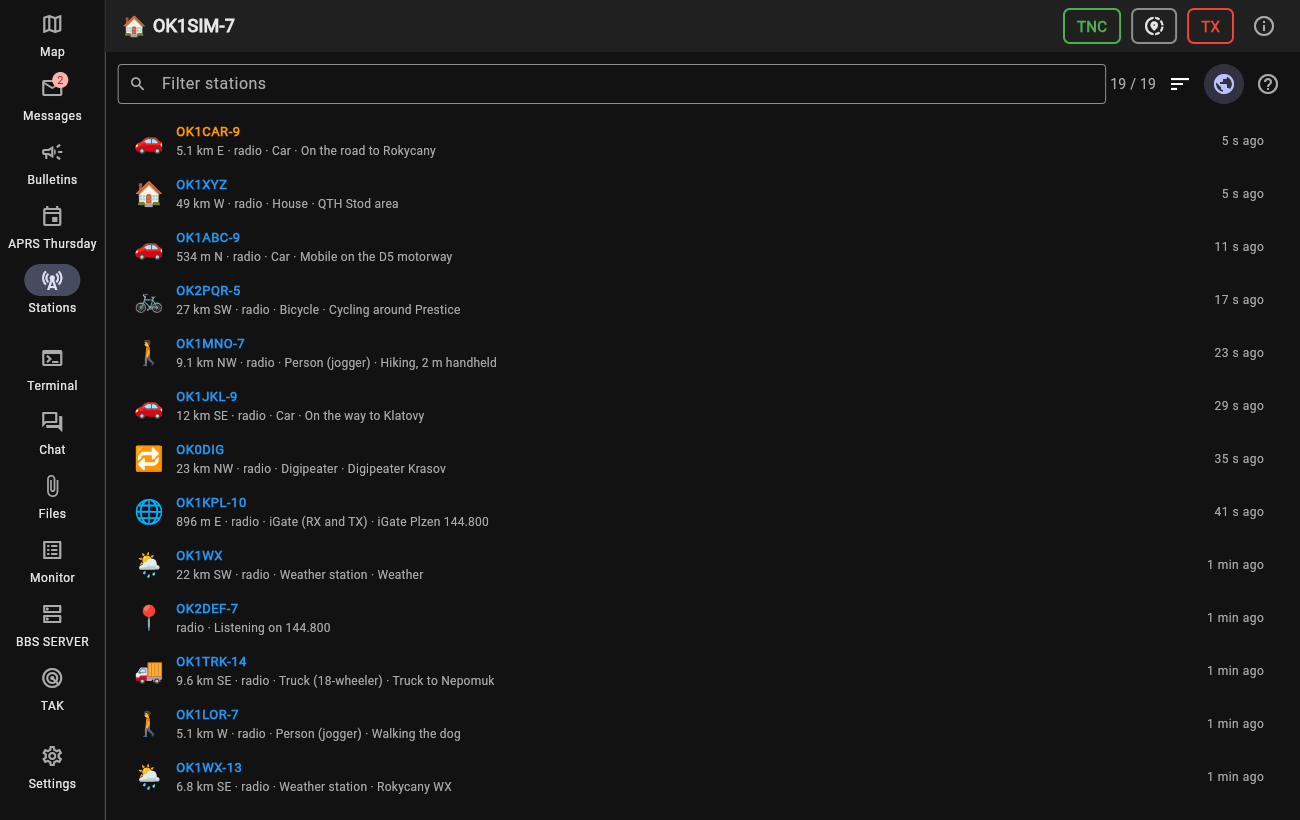 Map
2
Messages
Bulletins
APRS Thursday
Stations
Terminal
Chat
Files
Monitor
BBS SERVER
TAK
Settings
OK1SIM-7
TNC
TX
Filter stations
19 / 19
OK1CAR-9
5.1 km E · radio · Car · On the road to Rokycany
5 s ago
OK1XYZ
49 km W · radio · House · QTH Stod area
5 s ago
OK1ABC-9
534 m N · radio · Car · Mobile on the D5 motorway
11 s ago
OK2PQR-5
27 km SW · radio · Bicycle · Cycling around Prestice
17 s ago
OK1MNO-7
9.1 km NW · radio · Person (jogger) · Hiking, 2 m handheld
23 s ago
OK1JKL-9
12 km SE · radio · Car · On the way to Klatovy
29 s ago
OK0DIG
23 km NW · radio · Digipeater · Digipeater Krasov
35 s ago
OK1KPL-10
896 m E · radio · iGate (RX and TX) · iGate Plzen 144.800
41 s ago
OK1WX
22 km SW · radio · Weather station · Weather
1 min ago
OK2DEF-7
radio · Listening on 144.800
1 min ago
OK1TRK-14
9.6 km SE · radio · Truck (18-wheeler) · Truck to Nepomuk
1 min ago
OK1LOR-7
5.1 km W · radio · Person (jogger) · Walking the dog
1 min ago
OK1WX-13
6.8 km SE · radio · Weather station · Rokycany WX
1 min ago